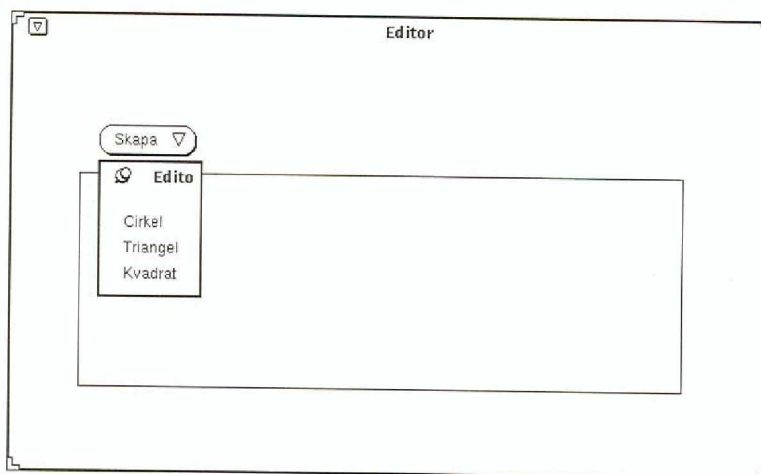 Editor
Skapa
Edito
Cirkel
Triangel
Kvadrat